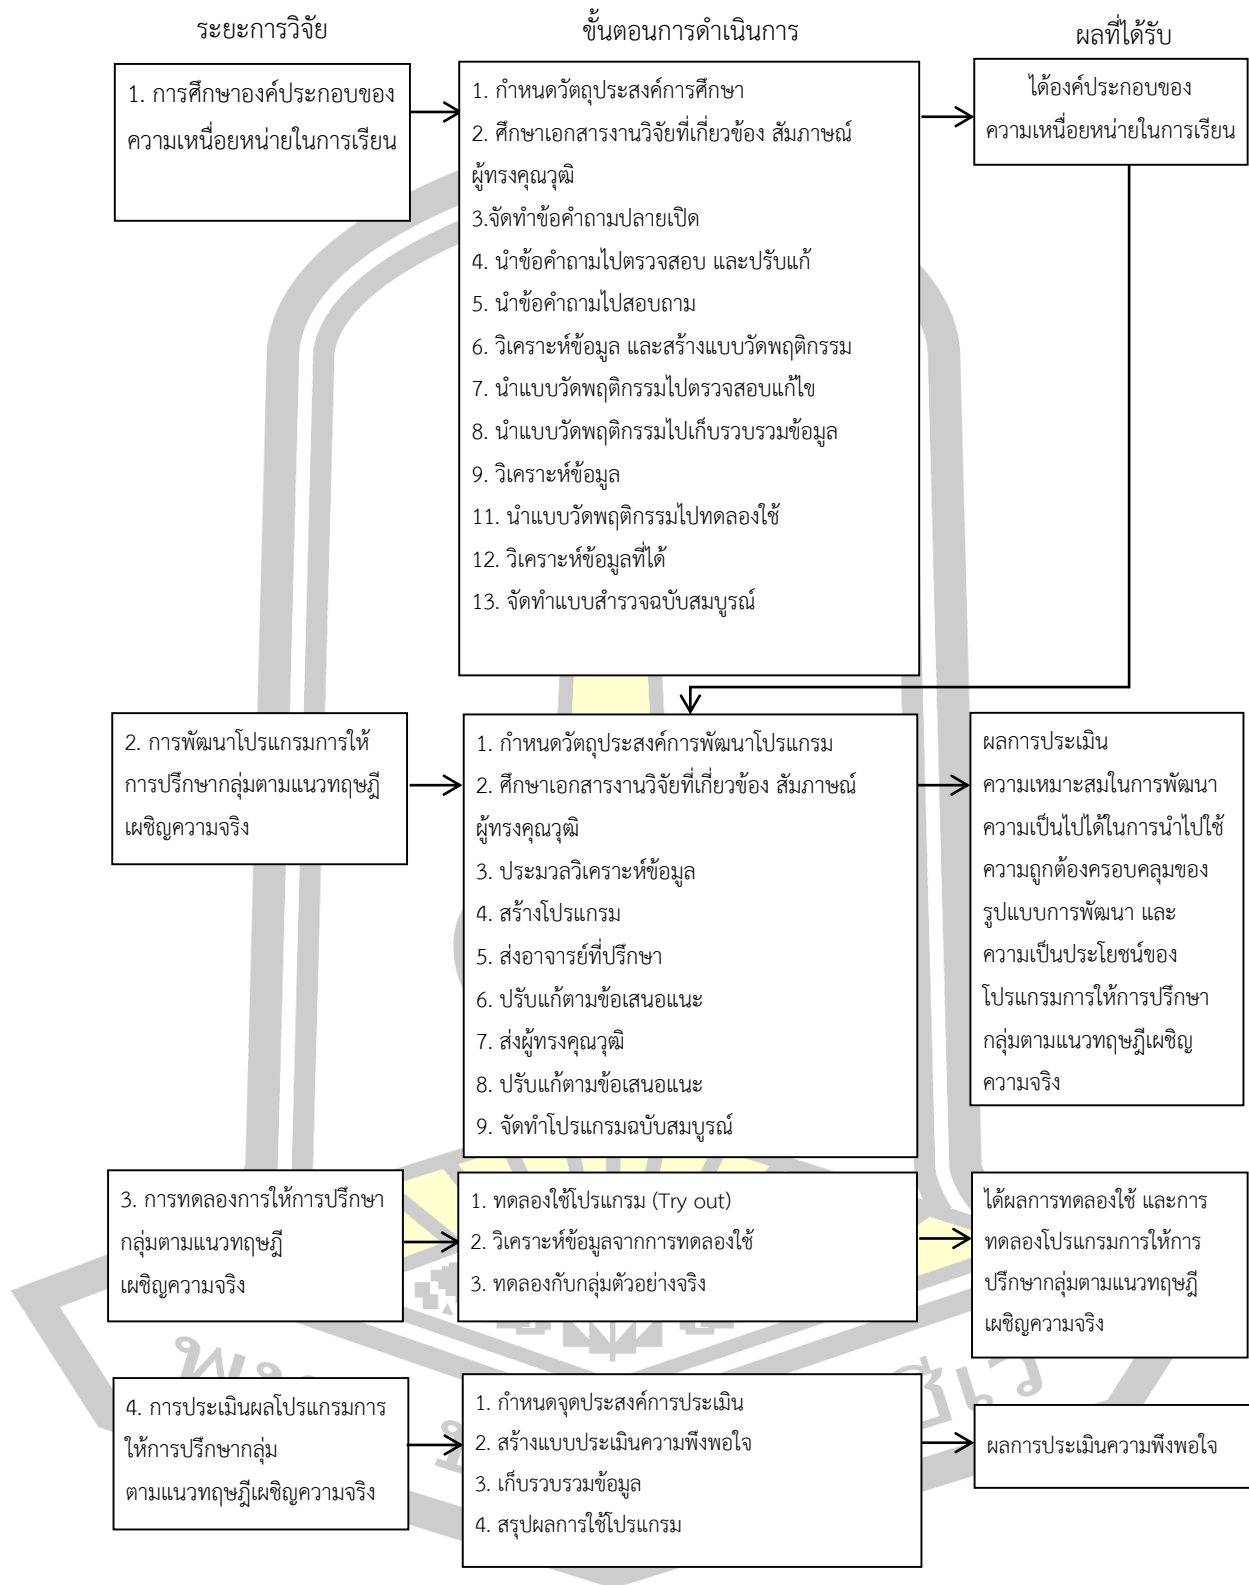 ระยะการวิจัย
ขั้นตอนการดำเนินการ
ผลที่ได้รับ
1. การศึกษาองค์ประกอบของ
ความเหนื่อยหน่ายในการเรียน
1. กำหนดวัตถุประสงค์การศึกษา
2. ศึกษาเอกสารงานวิจัยที่เกี่ยวข้อง สัมภาษณ์
ผู้ทรงคุณวุฒิ
3.จัดทำข้อคำถามปลายเปิด
4. นำข้อคำถามไปตรวจสอบ และปรับแก้
5. นำข้อคำถามไปสอบถาม
6. วิเคราะห์ข้อมูล และสร้างแบบวัดพฤติกรรม
7. นำแบบวัดพฤติกรรมไปตรวจสอบแก้ไข
8. นำแบบวัดพฤติกรรมไปเก็บรวบรวมข้อมูล
9. วิเคราะห์ข้อมูล
11. นำแบบวัดพฤติกรรมไปทดลองใช้
12. วิเคราะห์ข้อมูลที่ได้
13. จัดทำแบบสำรวจฉบับสมบูรณ์
ได้องค์ประกอบของ
ความเหนื่อยหน่ายในการเรียน
2. การพัฒนาโปรแกรมการให้
การปรึกษากลุ่มตามแนวทฤษฎี
เผชิญความจริง
1. กำหนดวัตถุประสงค์การพัฒนาโปรแกรม
2. ศึกษาเอกสารงานวิจัยที่เกี่ยวข้อง สัมภาษณ์
ผู้ทรงคุณวุฒิ
3. ประมวลวิเคราะห์ข้อมูล
4. สร้างโปรแกรม
5. ส่งอาจารย์ที่ปรึกษา
6. ปรับแก้ตามข้อเสนอแนะ
7. ส่งผู้ทรงคุณวุฒิ
8. ปรับแก้ตามข้อเสนอแนะ
9. จัดทำโปรแกรมฉบับสมบูรณ์
ผลการประเมิน
ความเหมาะสมในการพัฒนา
ความเป็นไปได้ในการนำไปใช้
ความถูกต้องครอบคลุมของ
รูปแบบการพัฒนา และ
ความเป็นประโยชน์ของ
โปรแกรมการให้การปรึกษา
กลุ่มตามแนวทฤษฎีเผชิญ
ความจริง
3. การทดลองการให้การปรึกษา
กลุ่มตามแนวทฤษฎี
เผชิญความจริง
1. ทดลองใช้โปรแกรม (Try out)
2. วิเคราะห์ข้อมูลจากการทดลองใช้
3. ทดลองกับกลุ่มตัวอย่างจริง
ได้ผลการทดลองใช้ และการ
ทดลองโปรแกรมการให้การ
ปรึกษากลุ่มตามแนวทฤษฎี
เผชิญความจริง
4. การประเมินผลโปรแกรมการ
ให้การปรึกษากลุ่ม
ตามแนวทฤษฎีเผชิญความจริง
1. กำหนดจุดประสงค์การประเมิน
2. สร้างแบบประเมินความพึงพอใจ
3. เก็บรวบรวมข้อมูล
4. สรุปผลการใช้โปรแกรม
ผลการประเมินความพึงพอใจ